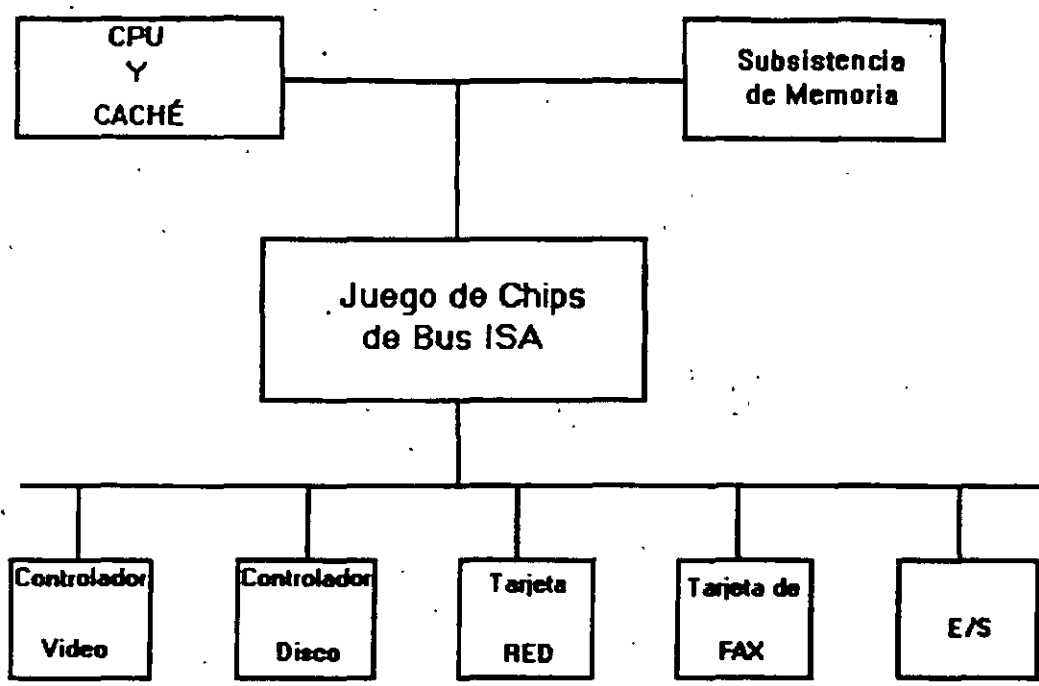 CPU
Y
CACHÉ
Subsistencia
de Memoria
Juego de Chips
de Bus ISA
Controlador
Video
Controlador
Disco
Tarjeta
RED
Tarjeta de
FAX
E/S